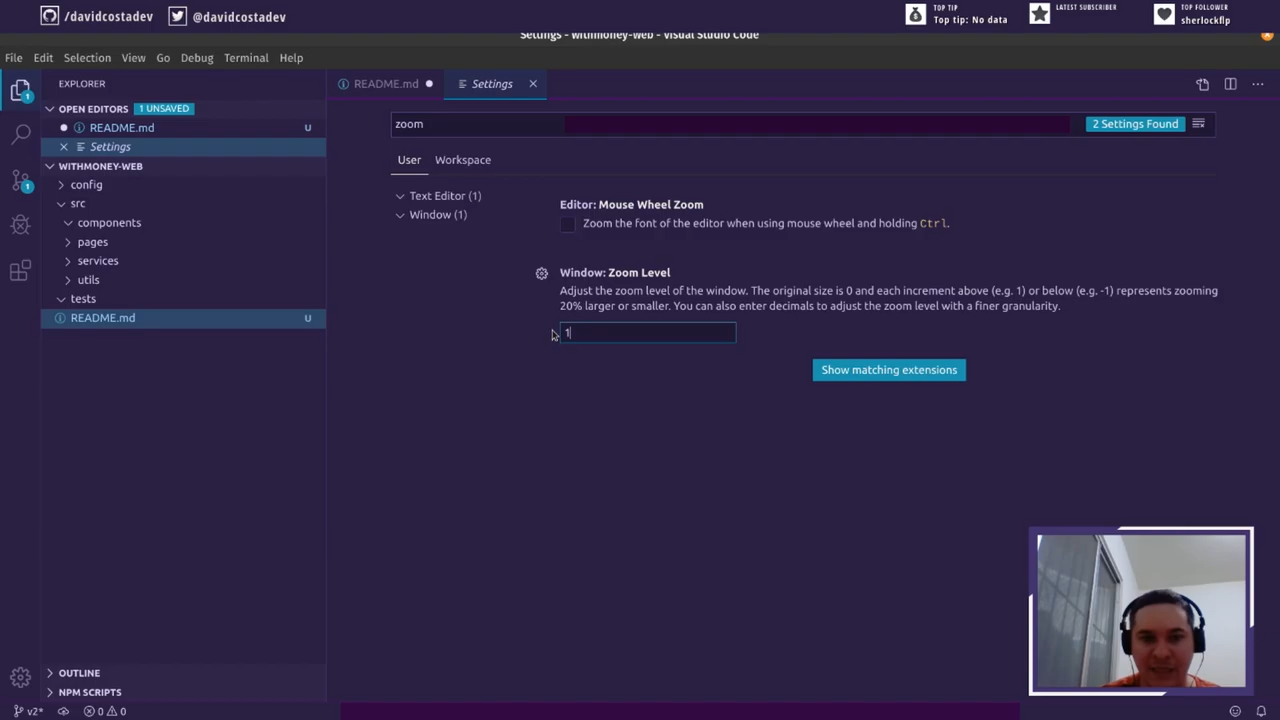 /davidcostadev
@davidcostadev
TOP TIP
Top tip: No data
LATEST SUBSCRIBER
TOP FOLLOWER
sherlockflp
Settings - withmoney-web - Visual Studio Code
File Edit Selection View Go Debug Terminal Help
EXPLORER
README.md
Settings
OPEN EDITORS 1 UNSAVED
README.md U
Settings
WITHMONEY-WEB
config
src
components
pages
services
utils
tests
README.md U
OUTLINE
NPM SCRIPTS
zoom
2 Settings Found
User Workspace
Text Editor (1)
Window (1)
Editor: Mouse Wheel Zoom
Zoom the font of the editor when using mouse wheel and holding Ctrl.
Window: Zoom Level
Adjust the zoom level of the window. The original size is 0 and each increment above (e.g. 1) or below (e.g. -1) represents zooming
20% larger or smaller. You can also enter decimals to adjust the zoom level with a finer granularity.
1
Show matching extensions
1
1
v2* 0 0